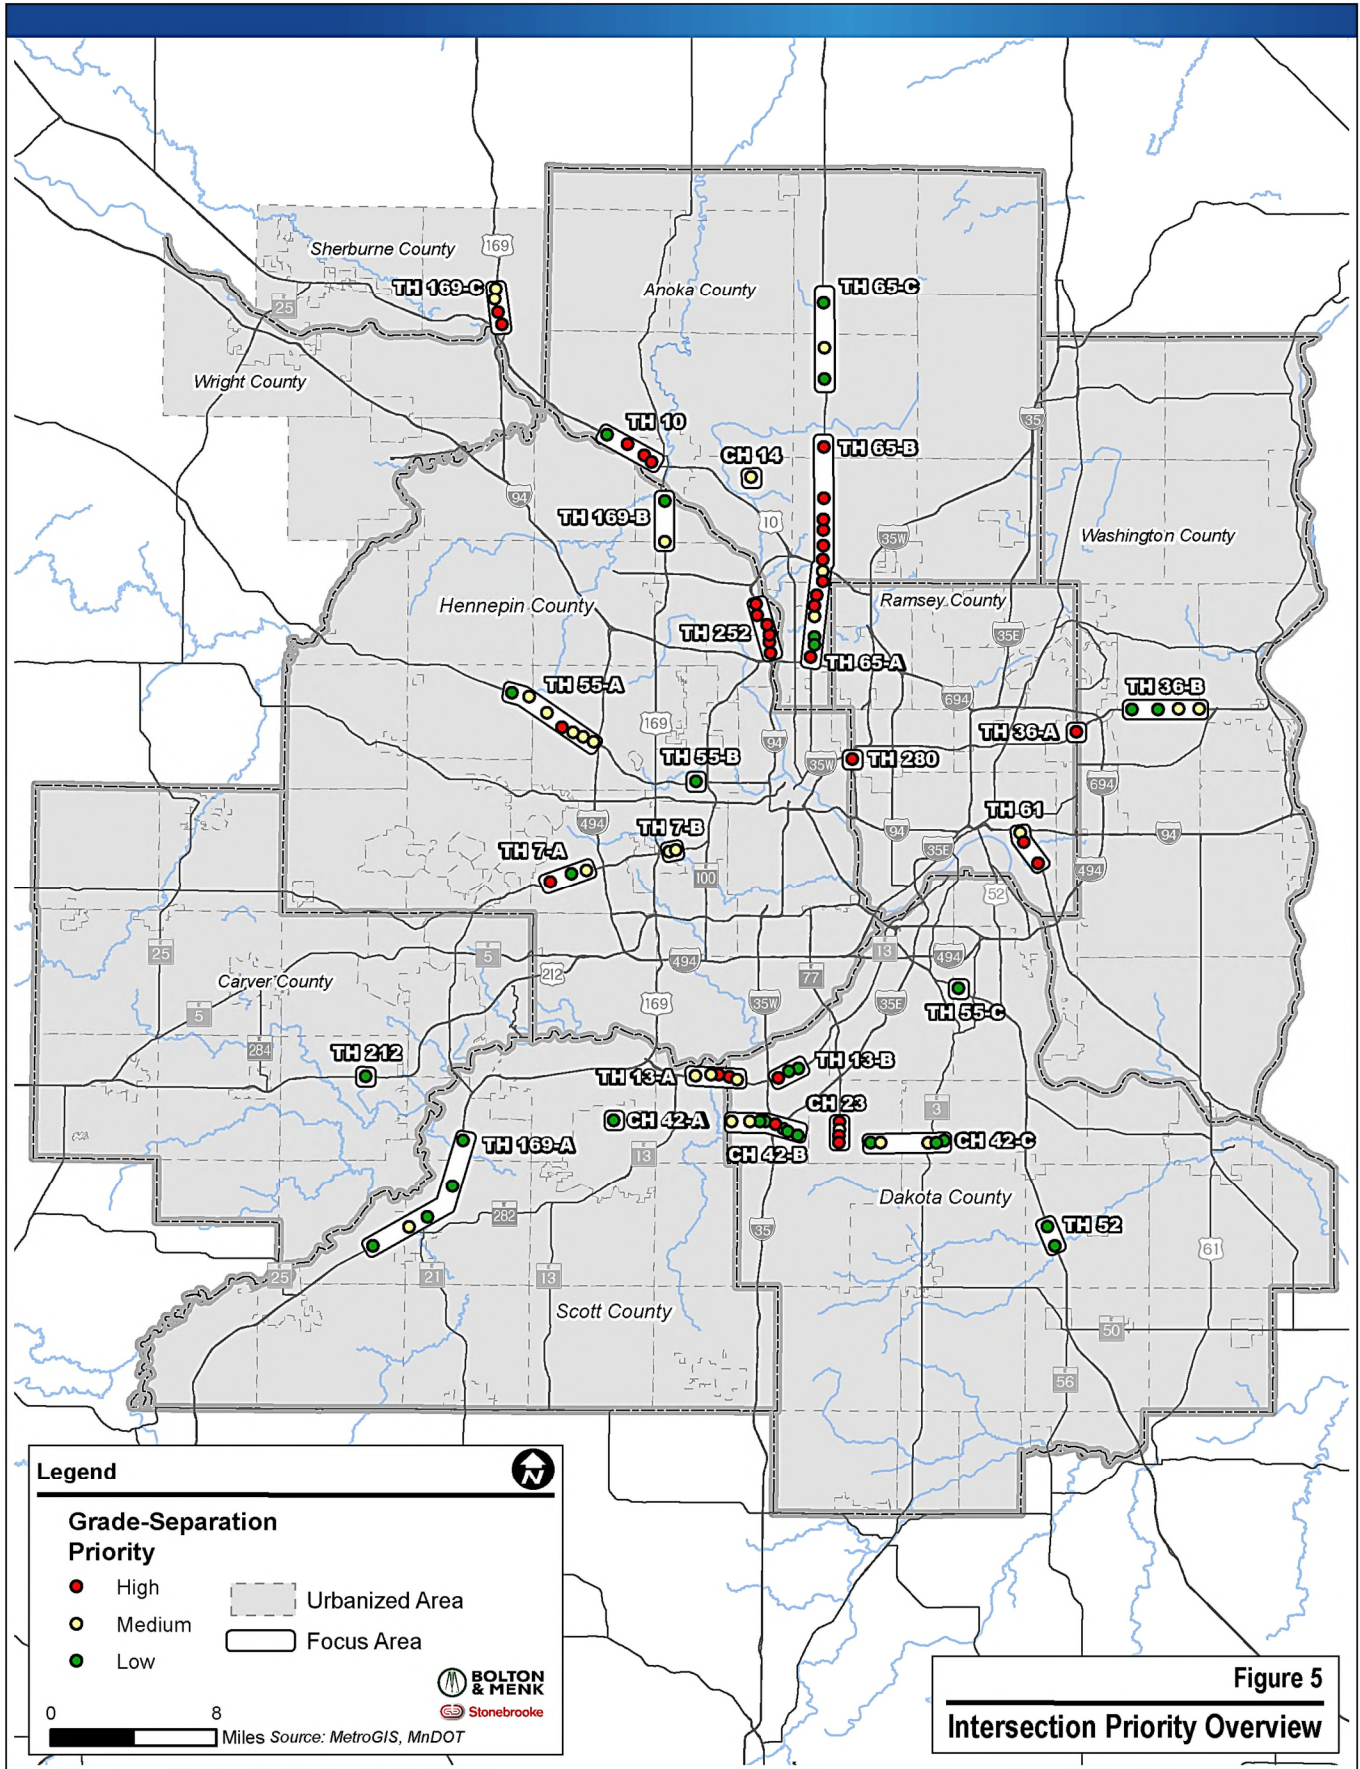 Sherburne County
169
TH 169-C
25
Anoka County
TH 65-C
Wright County
TH 10
35
TH 65-B
CH 14
94
TH 169-B
10
35W
Washington County
Hennepin County
Ramsey County
TH 252
35E
TH 65-A
TH 55-A
694
TH 36-B
169
TH 36-A
94
TH 55-B
35W
TH 280
694
TH 61
494
TH 7-B
94
94
35E
TH 7-A
100
494
52
25
5
13
494
212
494
Carver County
77
169
35W
35E
5
TH 55-C
284
TH 212
TH 13-B
TH 13-A
CH 23
3
CH 42-A
CH 42-C
TH 169-A
13
CH 42-B
Dakota County
282
TH 52
35
61
25
21
13
Scott County
50
56
Legend
N
Grade-Separation
Priority
High
Medium
Low
Urbanized Area
Focus Area
BOLTON
& MENK
Stonebrooke
0 8
Miles Source: MetroGIS, MnDOT
Figure 5
Intersection Priority Overview